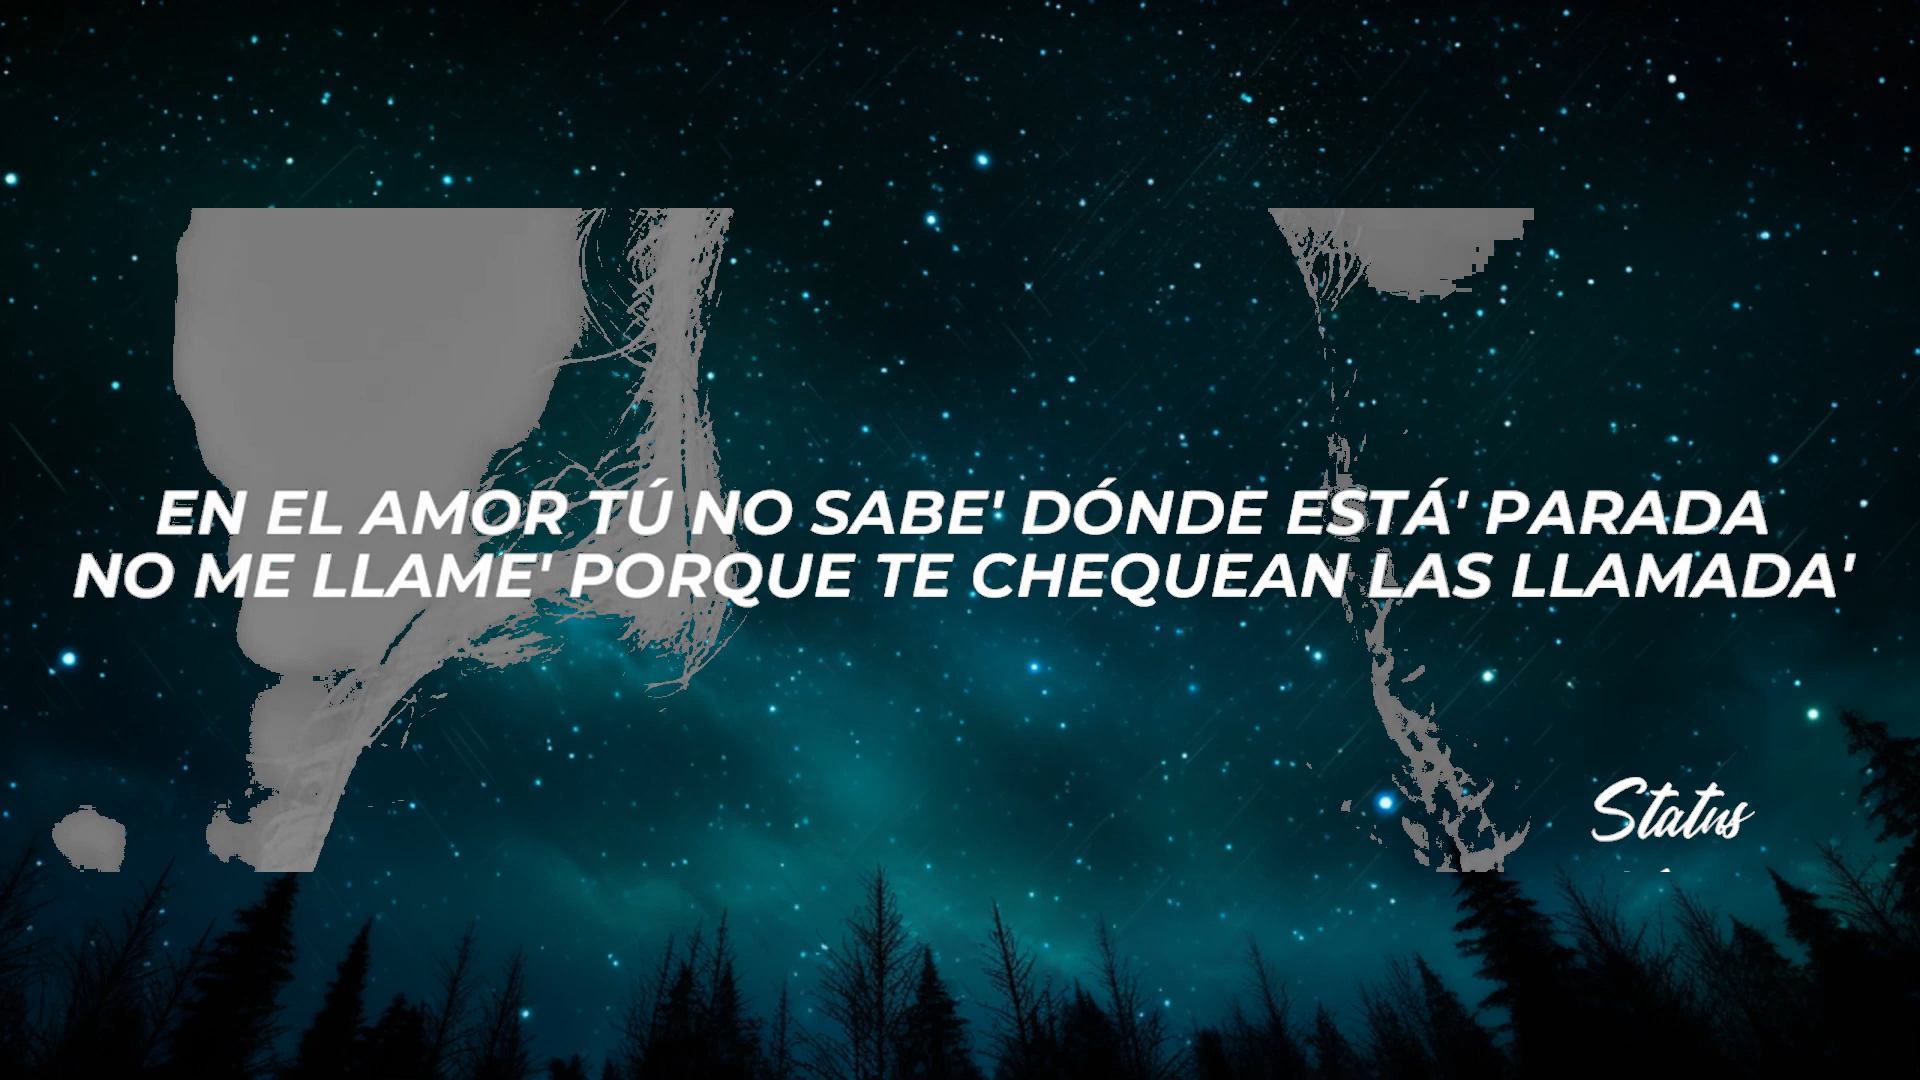 EN EL AMOR TÚ NO SABE' DÓNDE ESTÁ' PARADA
NO ME LLAME' PORQUE TE CHEQUEAN LAS LLAMADA'
Status